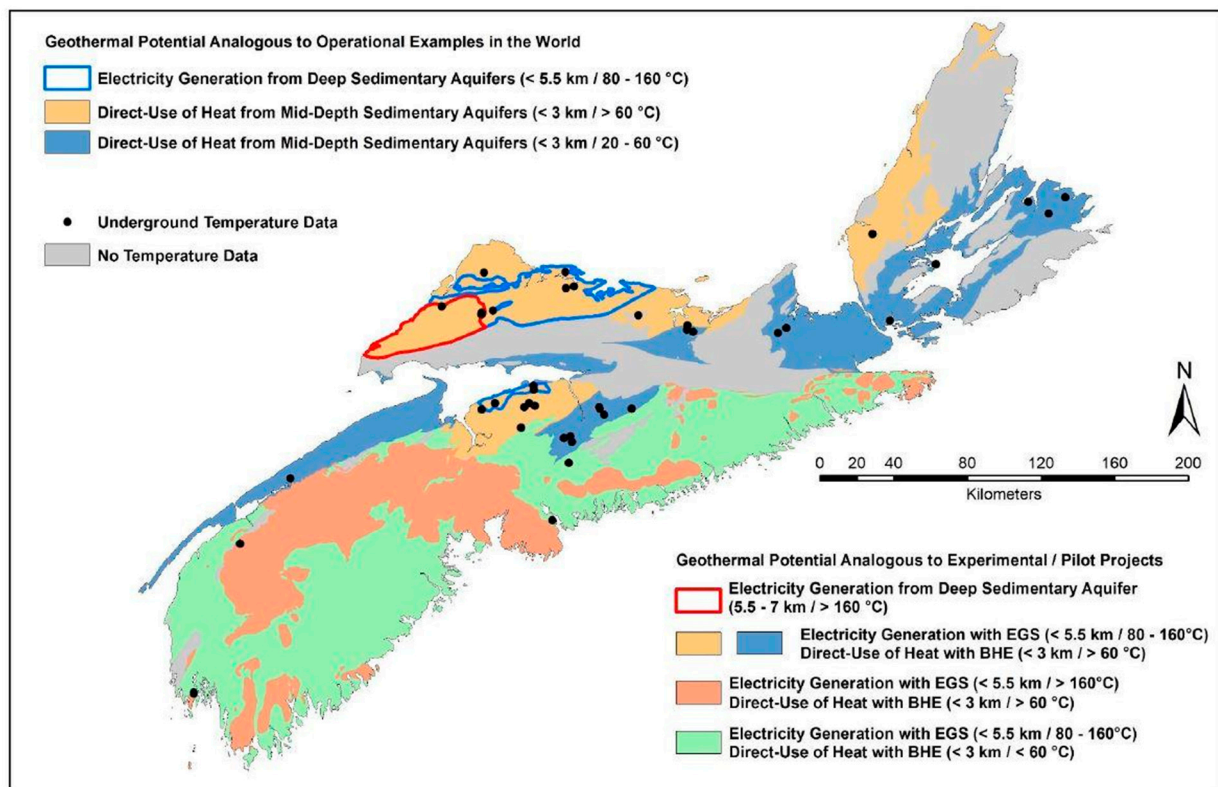 Geothermal Potential Analogous to Operational Examples in the World
Electricity Generation from Deep Sedimentary Aquifers (< 5.5 km / 80 - 160 °C)
Direct-Use of Heat from Mid-Depth Sedimentary Aquifers (< 3 km / > 60 °C)
Direct-Use of Heat from Mid-Depth Sedimentary Aquifers (< 3 km / 20 - 60 °C)
Underground Temperature Data
No Temperature Data
N
0 20 40 80 120 160 200
Kilometers
Geothermal Potential Analogous to Experimental / Pilot Projects
Electricity Generation from Deep Sedimentary Aquifer
(5.5 - 7 km / > 160 °C)
Electricity Generation with EGS (< 5.5 km / 80 - 160°C)
Direct-Use of Heat with BHE (< 3 km / > 60 °C)
Electricity Generation with EGS (< 5.5 km / > 160°C)
Direct-Use of Heat with BHE (< 3 km / > 60 °C)
Electricity Generation with EGS (< 5.5 km / 80 - 160°C)
Direct-Use of Heat with BHE (< 3 km / < 60 °C)